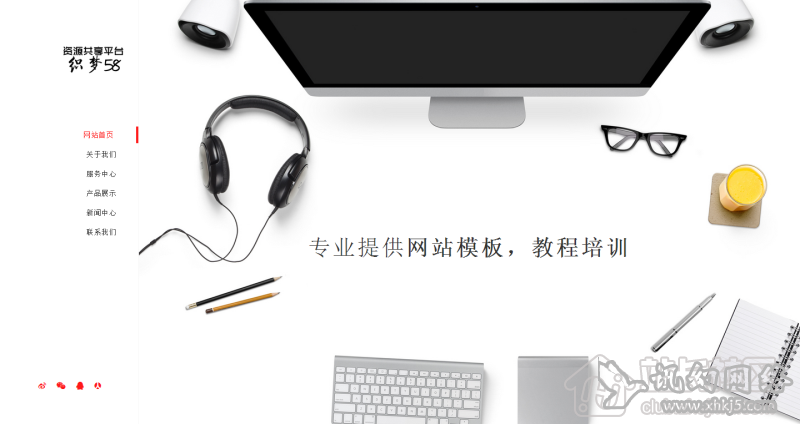 资源共享平台
织梦58
网站首页
关于我们
服务中心
产品展示
新闻中心
联系我们
专业提供网站模板，教程培训
www.xhkj5.com